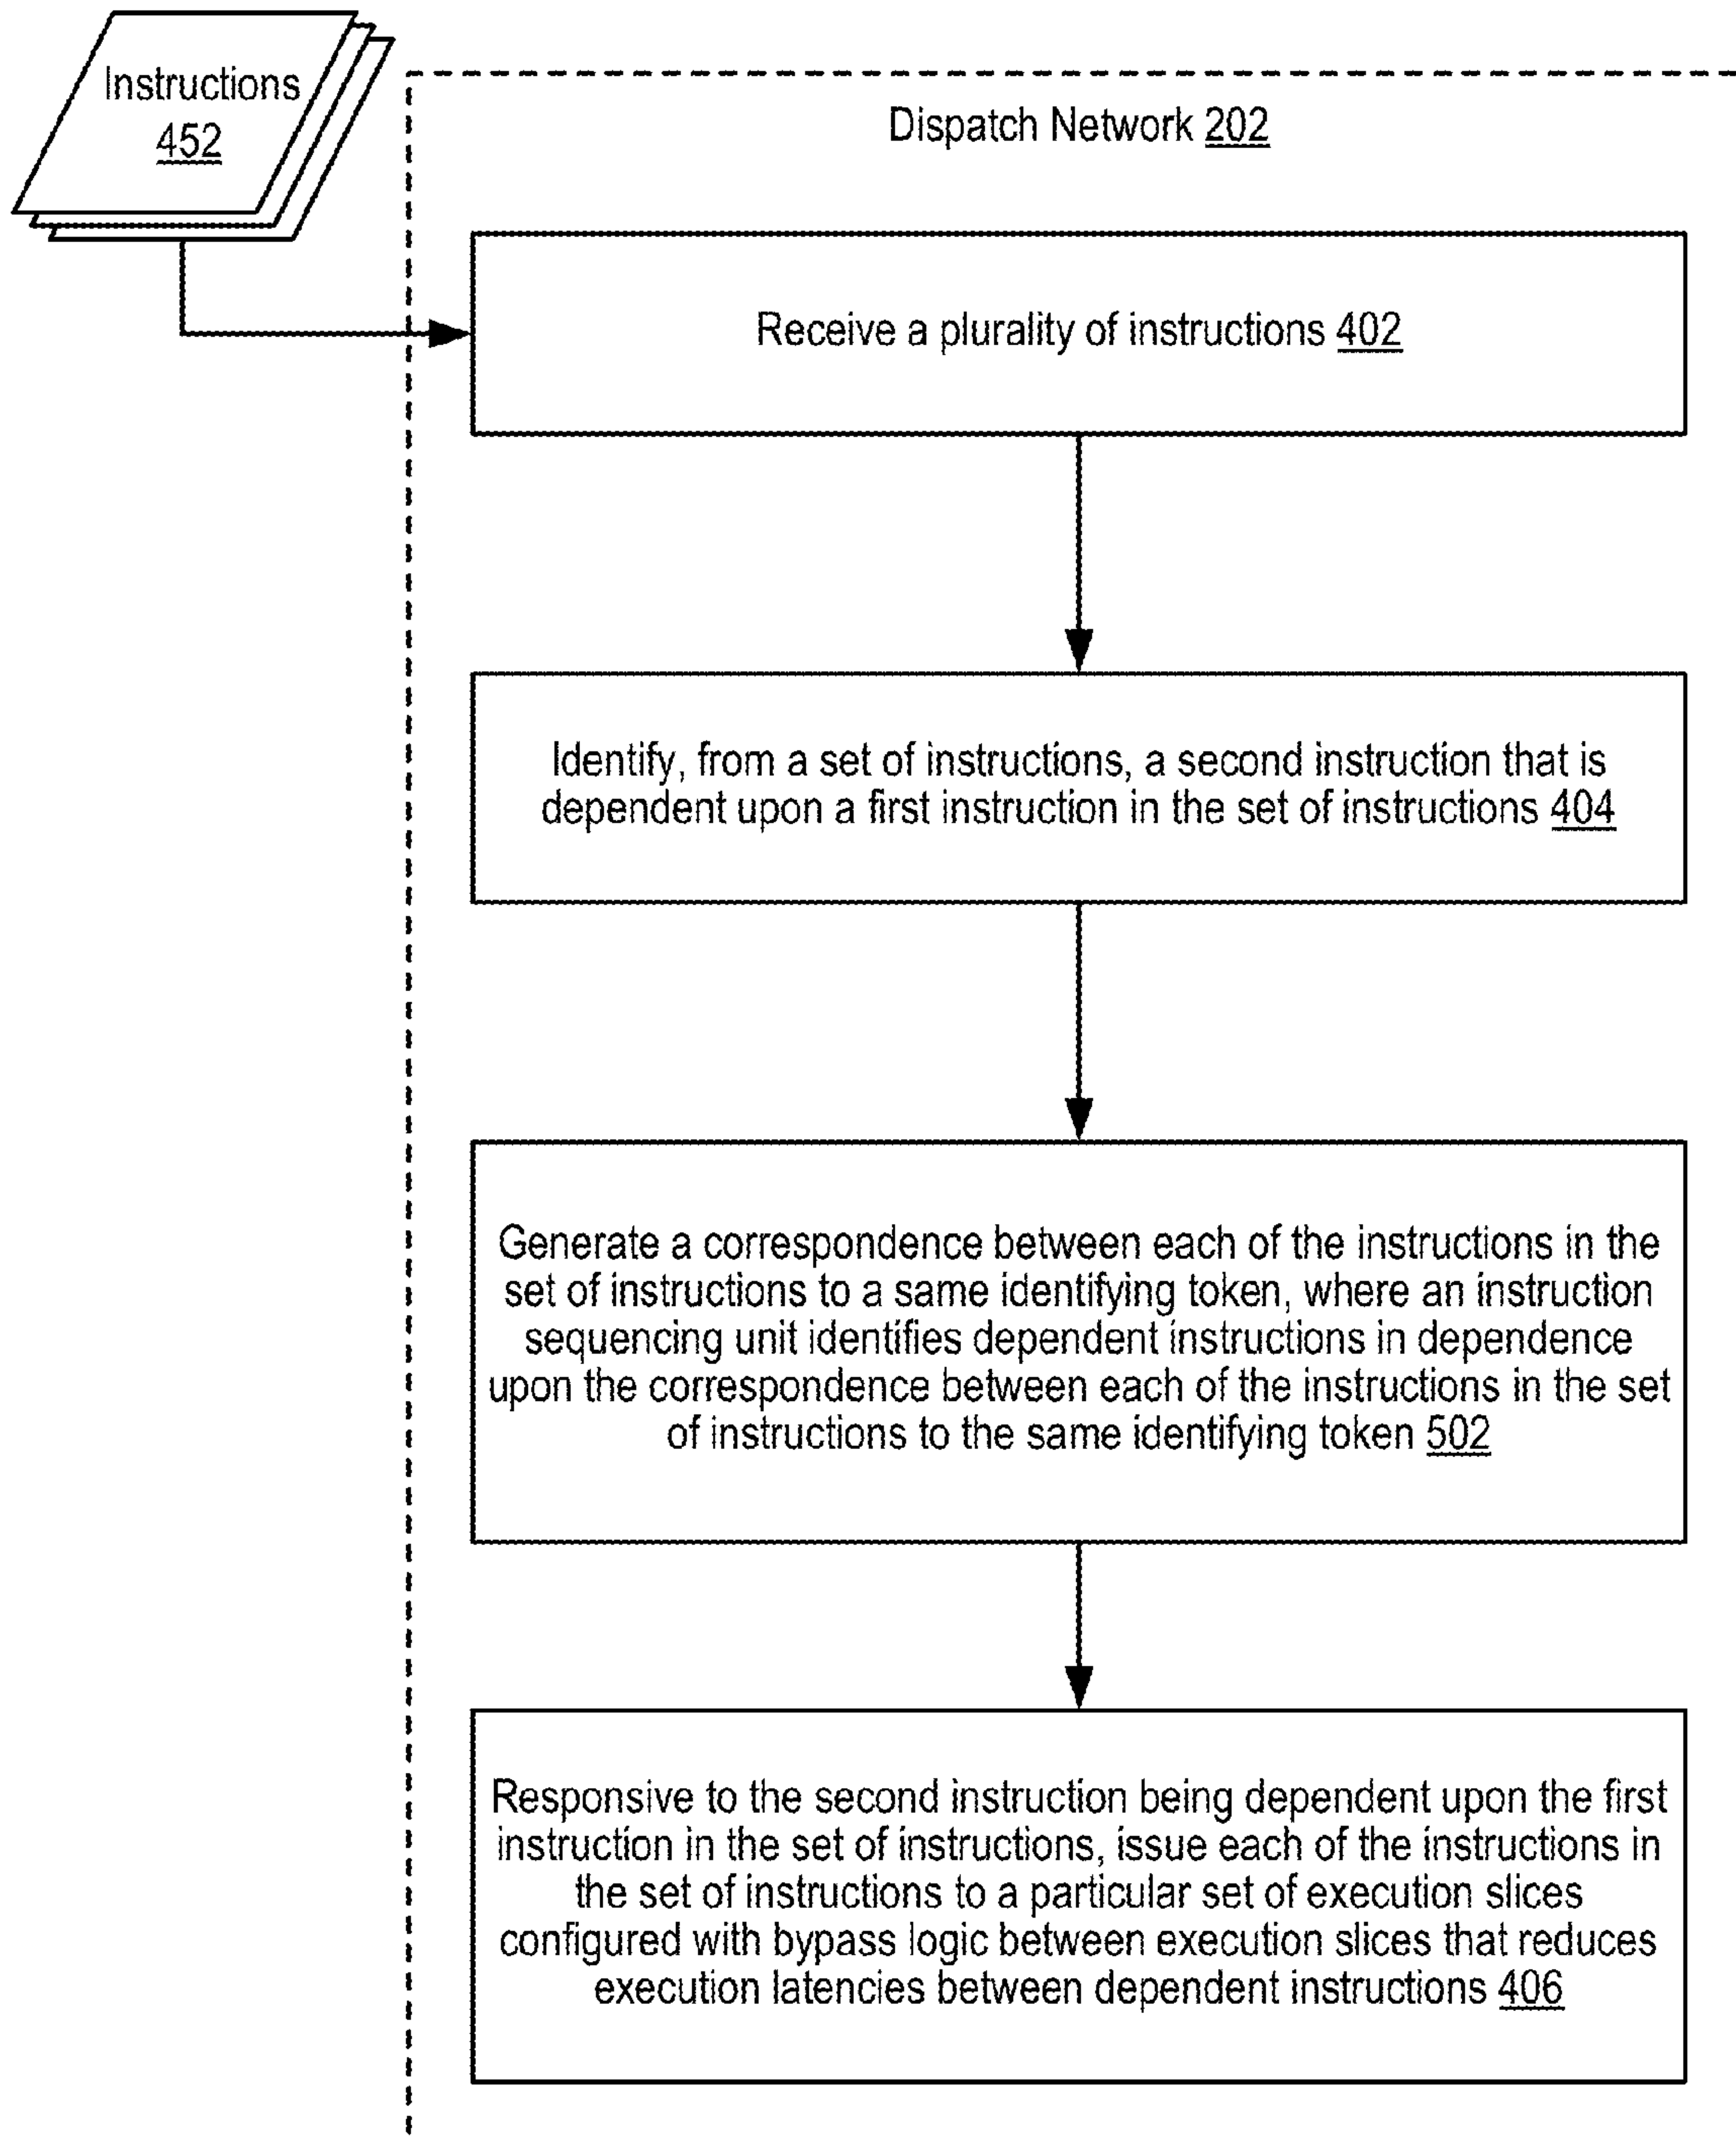 Instructions
452
Dispatch Network 202
Receive a plurality of instructions 402
Identify, from a set of instructions, a second instruction that is
dependent upon a first instruction in the set of instructions 404
Generate a correspondence between each of the instructions in the
set of instructions to a same identifying token, where an instruction
sequencing unit identifies dependent instructions in dependence
upon the correspondence between each of the instructions in the set
of instructions to the same identifying token 502
Responsive to the second instruction being dependent upon the first
instruction in the set of instructions, issue each of the instructions in
the set of instructions to a particular set of execution slices
configured with bypass logic between execution slices that reduces
execution latencies between dependent instructions 406